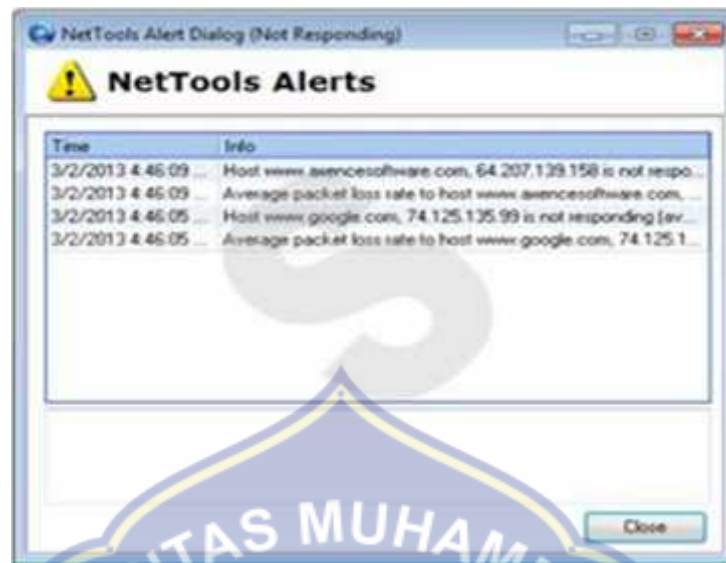 NetTools Alert Dialog (Not Responding)
NetTools Alerts
Time Info
3/2/2013 4:46:09 ... Host www.axencesoftware.com, 64.207.139.158 is not respo...
3/2/2013 4:46:09 ... Average packet loss rate to host www.axencesoftware.com, ...
3/2/2013 4:46:05 ... Host www.google.com, 74.125.135.99 is not responding (av...
3/2/2013 4:46:05 ... Average packet loss rate to host www.google.com, 74.125.1...
S
TAS MUHAM
Close